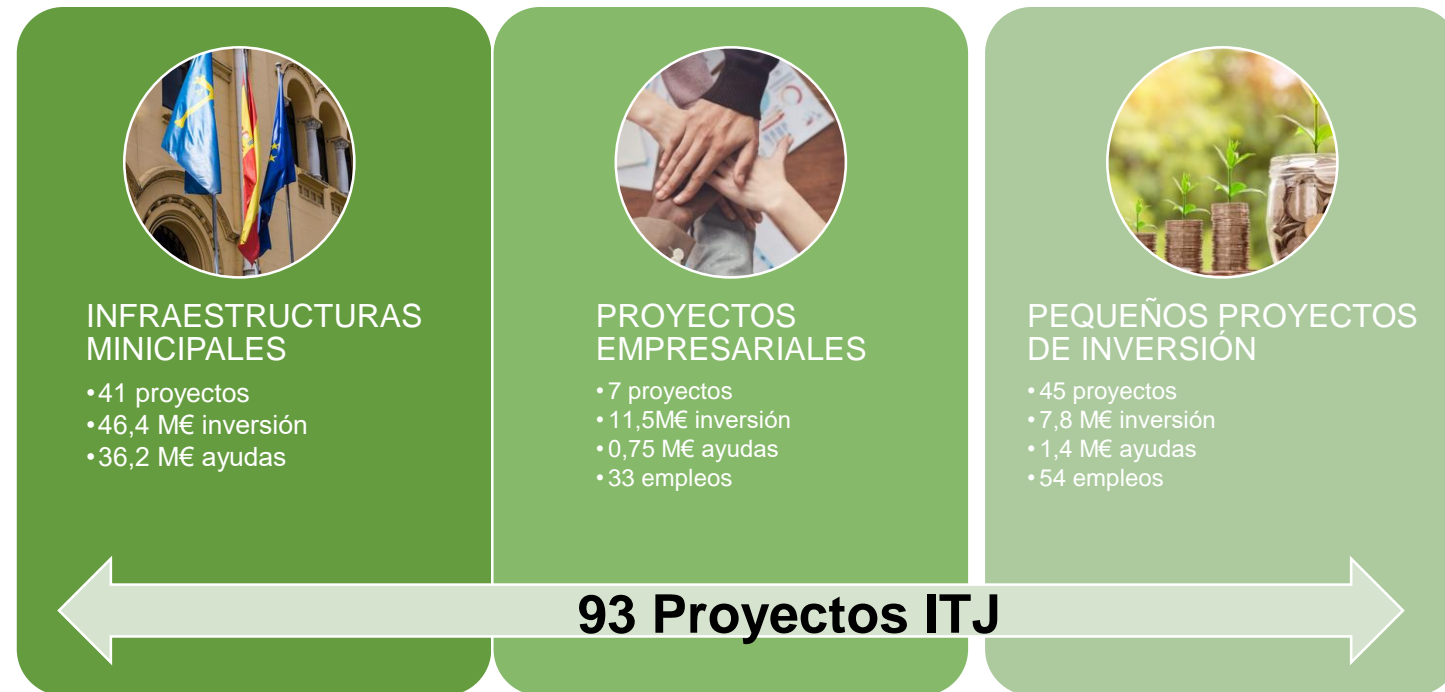 INFRAESTRUCTURAS
MINICIPALES
•41 proyectos
•46,4 M€ inversión
•36,2 M€ ayudas
PROYECTOS
EMPRESARIALES
•7 proyectos
•11,5M€ inversión
•0,75 M€ ayudas
•33 empleos
PEQUEÑOS PROYECTOS
DE INVERSIÓN
•45 proyectos
•7,8 M€ inversión
•1,4 M€ ayudas
•54 empleos
93 Proyectos ITJ